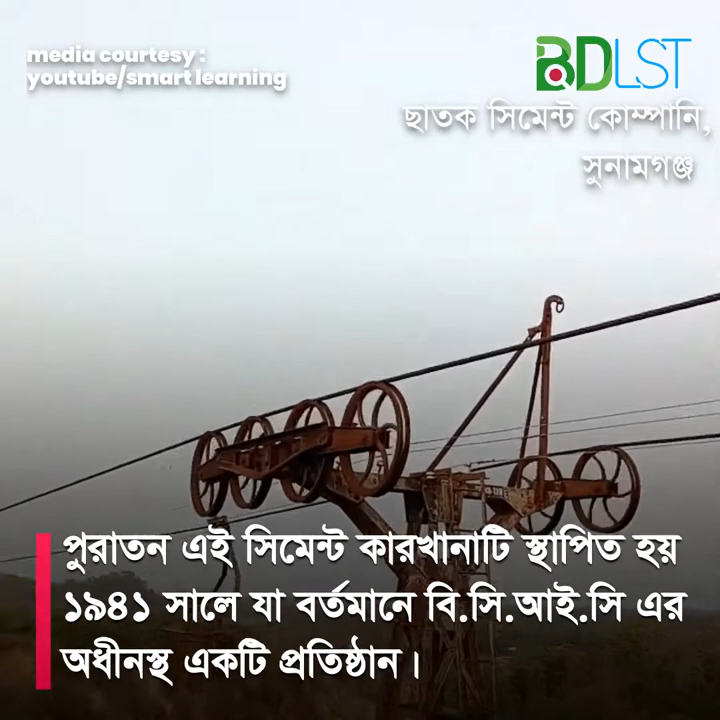 media courtesy :
youtube/smart learning
BDLST
ছাতক সিমেন্ট কোম্পানি,
সুনামগঞ্জ
পুরাতন এই সিমেন্ট কারখানাটি স্থাপিত হয়
১৯৪১ সালে যা বর্তমানে বি.সি.আই.সি এর
অধীনস্থ একটি প্রতিষ্ঠান।